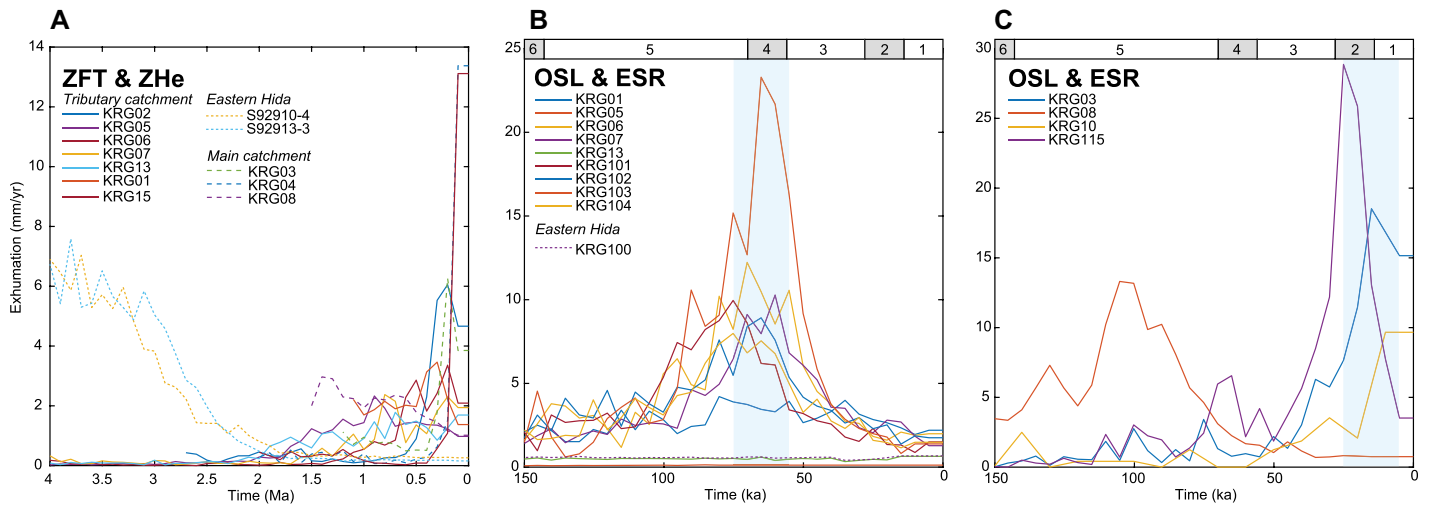 A
ZFT & ZHe
Tributary catchment
KRG02
KRG05
KRG06
KRG07
KRG13
KRG01
KRG15
Eastern Hida
S92910-4
S92913-3
Main catchment
KRG03
KRG04
KRG08
Exhumation (mm/yr)
14
12
10
8
6
4
2
0
4 3.5 3 2.5 2 1.5 1 0.5 0
Time (Ma)
B
6 5 4 3 2 1
OSL & ESR
KRG01
KRG05
KRG06
KRG07
KRG13
KRG101
KRG102
KRG103
KRG104
Eastern Hida
KRG100
25
20
15
10
5
0
150 100 50 0
Time (ka)
C
6 5 4 3 2 1
OSL & ESR
KRG03
KRG08
KRG10
KRG115
30
25
20
15
10
5
0
150 100 50 0
Time (ka)